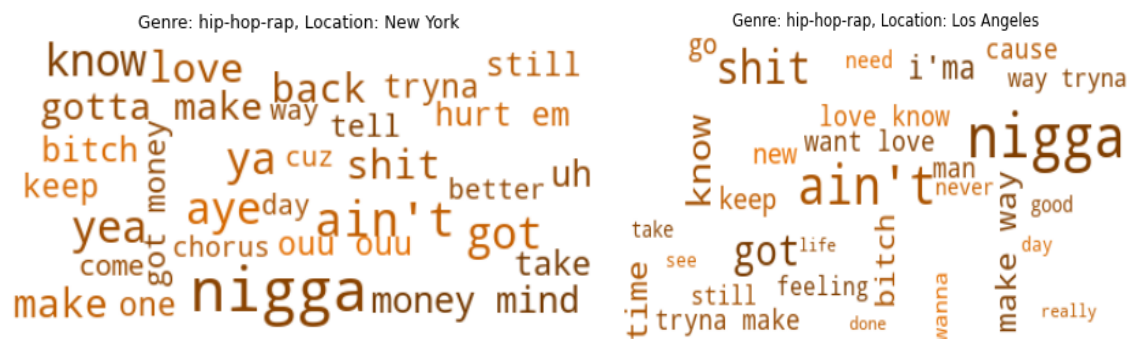 Genre: hip-hop-rap, Location: New York
know love still
back tryna
gotta make way hurt em
tell
bitch money ya cuz shit
keep better uh
aye day
yea ain't got
chorus ouu ouu
come got take
make one nigga money mind
Genre: hip-hop-rap, Location: Los Angeles
go shit need i'ma cause
way tryna
love know
know new want love nigga
man
keep ain't never
way good
take
see got life bitch day
time still feeling make
wanna really
tryna make done